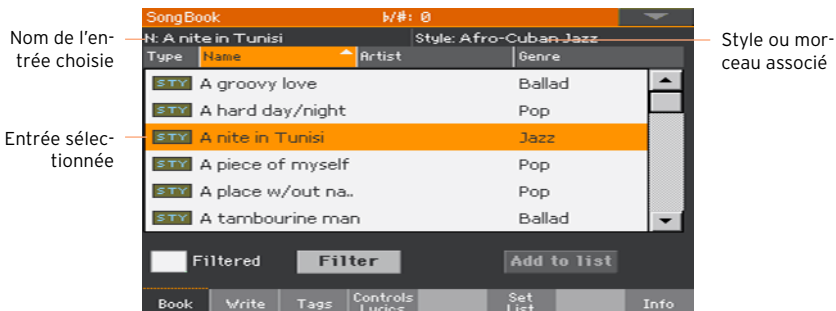 SongBook ♭/#: 0
N: A nite in Tunisi Style: Afro-Cuban Jazz
Type Name Artist Genre
STY A groovy love Ballad
STY A hard day/night Pop
STY A nite in Tunisi Jazz
STY A piece of myself Pop
STY A place w/out na.. Pop
STY A tambourine man Ballad
Filtered Filter Add to list
Book Write Tags Controls Lyrics Set List Info
Nom de l'en-
trée choisie
Entrée sélec-
tionnée
Style ou mor-
ceau associé